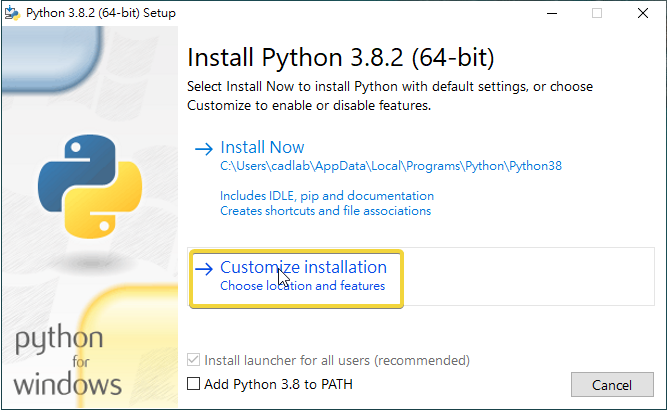 Python 3.8.2 (64-bit) Setup
Install Python 3.8.2 (64-bit)
Select Install Now to install Python with default settings, or choose
Customize to enable or disable features.
Install Now
C:\Users\cadlab\AppData\Local\Programs\Python\Python38
Includes IDLE, pip and documentation
Creates shortcuts and file associations
Customize installation
Choose location and features
python
for
windows
Install launcher for all users (recommended)
Add Python 3.8 to PATH
Cancel